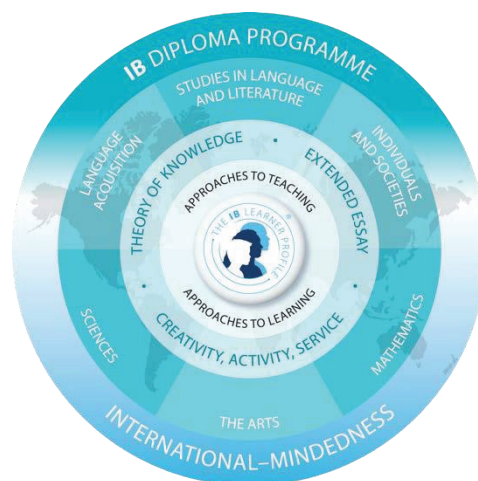 IB DIPLOMA PROGRAMME
STUDIES IN LANGUAGE
AND LITERATURE
LANGUAGE
ACQUISITION
INDIVIDUALS
AND SOCIETIES
THEORY OF KNOWLEDGE
EXTENDED ESSAY
APPROACHES TO TEACHING
THE IB LEARNER PROFILE
®
APPROACHES TO LEARNING
CREATIVITY, ACTIVITY, SERVICE
SCIENCES
MATHEMATICS
THE ARTS
INTERNATIONAL–MINDEDNESS